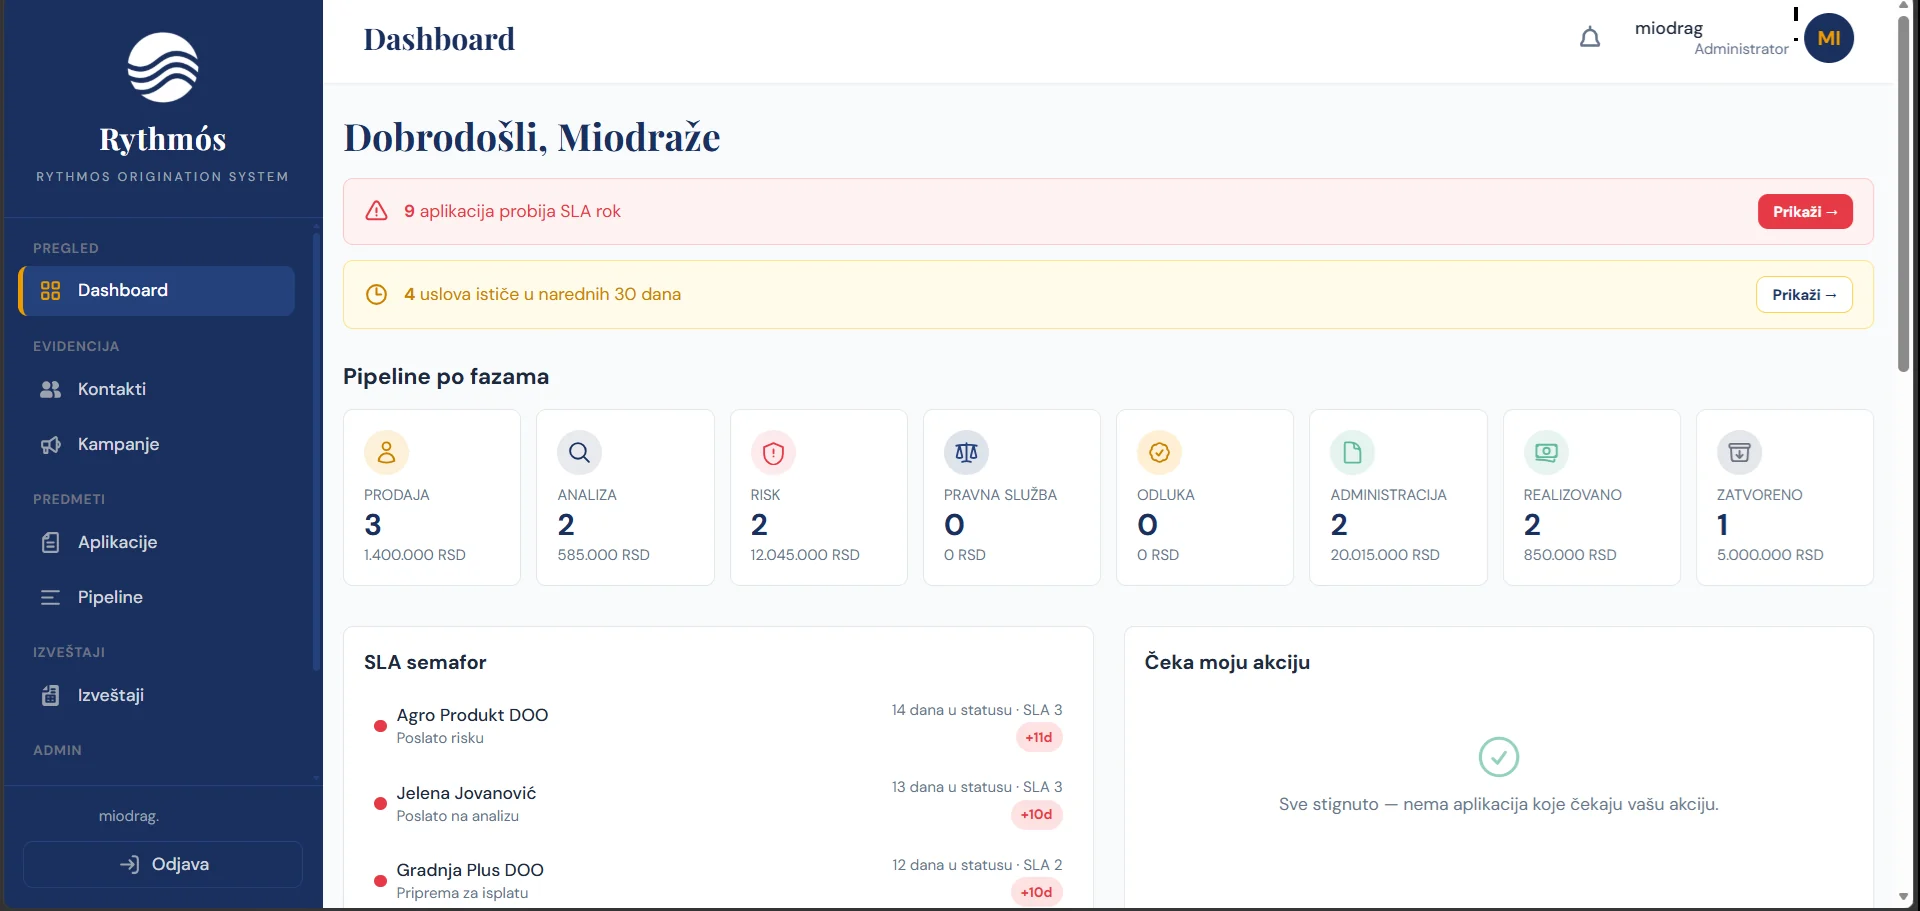 Rythmós
RYTHMOS ORIGINATION SYSTEM
PREGLED
Dashboard
EVIDENCIJA
Kontakti
Kampanje
PREDMETI
Aplikacije
Pipeline
IZVEŠTAJI
Izveštaji
ADMIN
miodrag.
Odjava
Dashboard
miodrag
Administrator
MI
Dobrodošli, Miodraže
9 aplikacija probija SLA rok
Prikaži →
4 uslova ističe u narednih 30 dana
Prikaži →
Pipeline po fazama
PRODAJA
3
1.400.000 RSD
ANALIZA
2
585.000 RSD
RISK
2
12.045.000 RSD
PRAVNA SLUŽBA
0
0 RSD
ODLUKA
0
0 RSD
ADMINISTRACIJA
2
20.015.000 RSD
REALIZOVANO
2
850.000 RSD
ZATVORENO
1
5.000.000 RSD
SLA semafor
Agro Produkt DOO
Poslato risku
14 dana u statusu · SLA 3
+11d
Jelena Jovanović
Poslato na analizu
13 dana u statusu · SLA 3
+10d
Gradnja Plus DOO
Priprema za isplatu
12 dana u statusu · SLA 2
+10d
Čeka moju akciju
Sve stignuto — nema aplikacija koje čekaju vašu akciju.